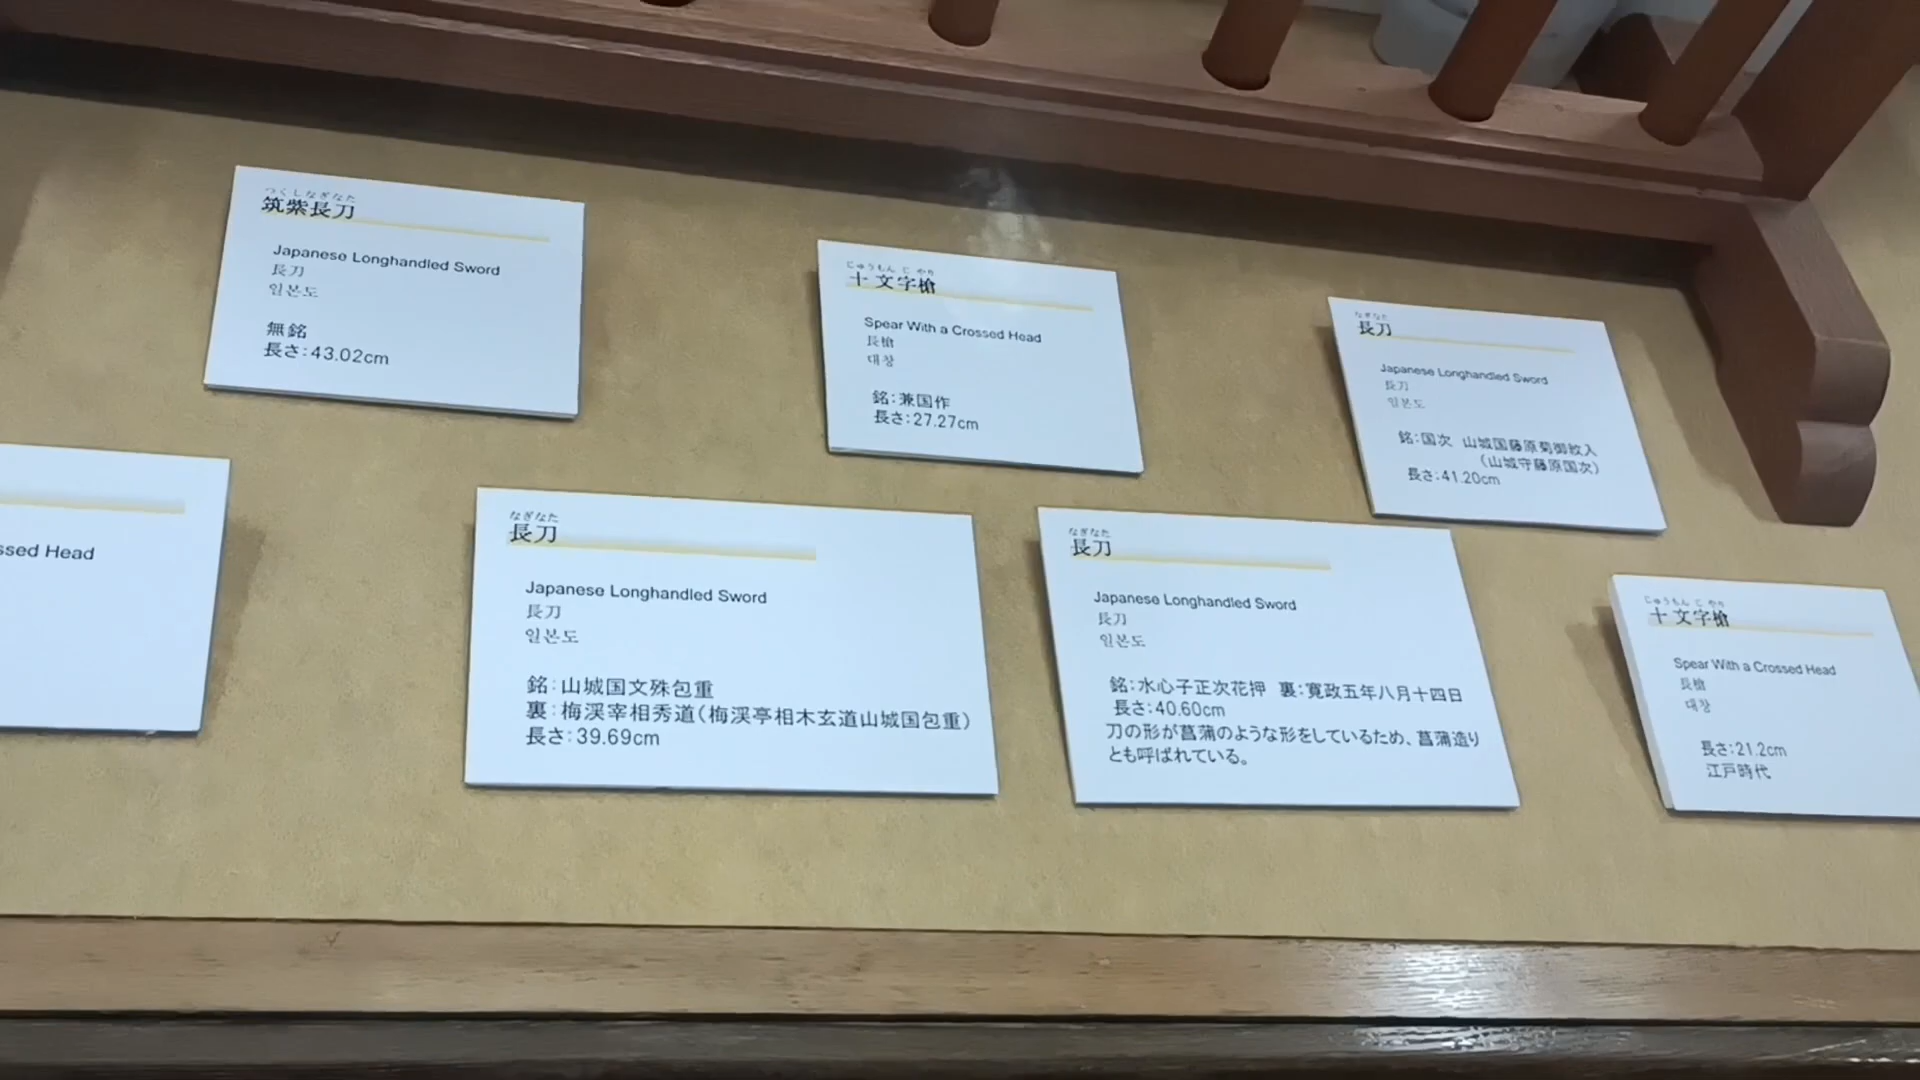 つくしなぎなた
筑紫長刀
Japanese Longhandled Sword
長刀
일본도
無銘
長さ:43.02cm
じゅうもんじやり
十文字槍
Spear With a Crossed Head
長槍
대창
銘:兼国作
長さ:27.27cm
なぎなた
長刀
Japanese Longhandled Sword
長刀
일본도
銘:国次 山城国藤原菊御紋入
(山城守藤原国次)
長さ:41.20cm
ssed Head
なぎなた
長刀
Japanese Longhandled Sword
長刀
일본도
銘:山城国文殊包重
裏:梅渓宰相秀道(梅渓亭相木玄道山城国包重)
長さ:39.69cm
なぎなた
長刀
Japanese Longhandled Sword
長刀
일본도
銘:水心子正次花押 裏:寛政五年八月十四日
長さ:40.60cm
刀の形が菖蒲のような形をしているため、菖蒲造り
とも呼ばれている。
じゅうもんじやり
十文字槍
Spear With a Crossed Head
長槍
대창
長さ:21.2cm
江戸時代